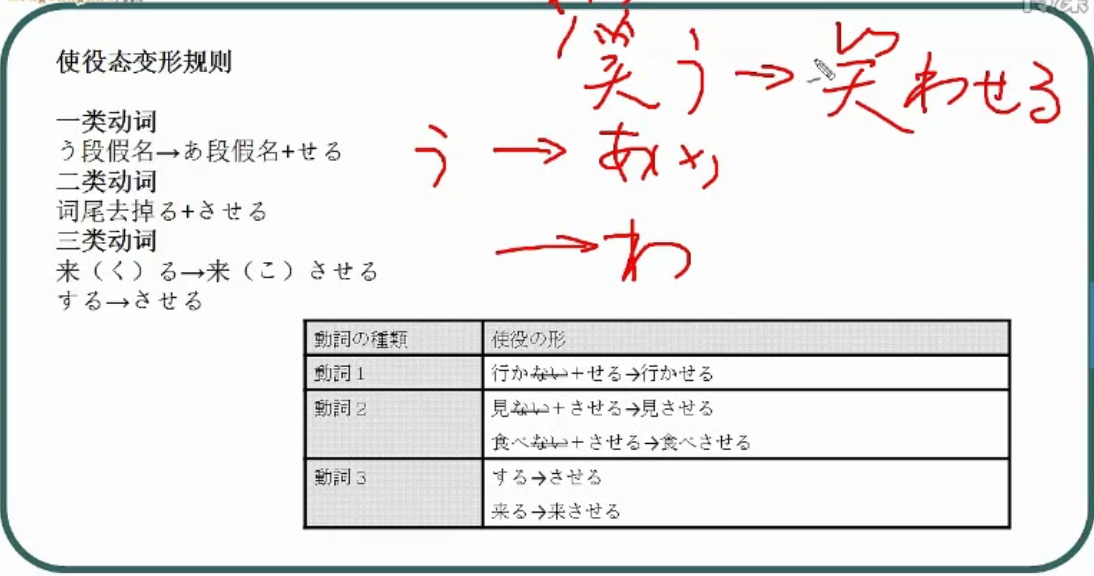 使役态变形规则
笑う→笑わせる
一类动词
う段假名→あ段假名+せる
う→あ×
二类动词
词尾去掉る+させる
→わ
三类动词
来（く）る→来（こ）させる
する→させる
動詞の種類 使役の形
動詞1 行かない+せる→行かせる
動詞2 見ない+させる→見させる
食べない+させる→食べさせる
動詞3 する→させる
来る→来させる